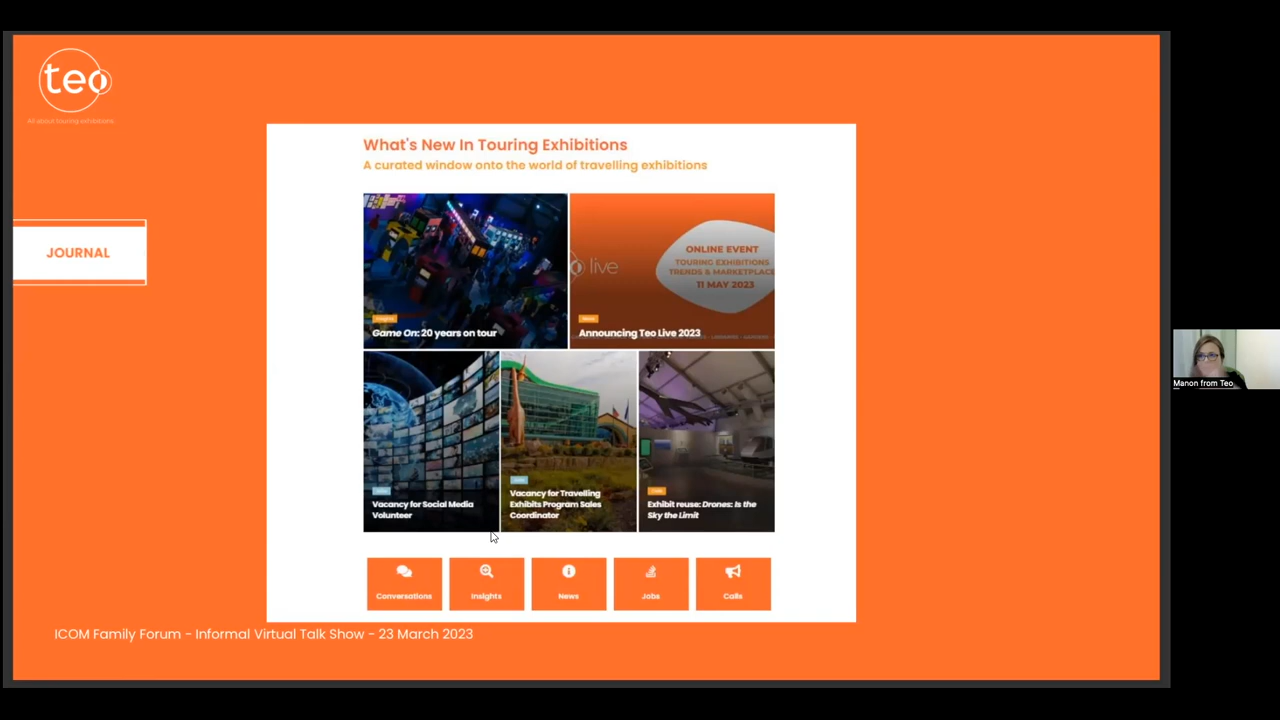 teo
All about touring exhibitions
JOURNAL
What's New In Touring Exhibitions
A curated window onto the world of travelling exhibitions
Insights
Game On: 20 years on tour
live
ONLINE EVENT
TOURING EXHIBITIONS
TRENDS & MARKETPLACE
11 MAY 2023
News
Announcing Teo Live 2023
Vacancy for Social Media
Volunteer
Vacancy for Travelling
Exhibits Program Sales
Coordinator
Exhibit reuse: Drones: Is the
Sky the Limit
Conversations
Insights
News
Jobs
Calls
ICOM Family Forum - Informal Virtual Talk Show - 23 March 2023
Manon from Teo